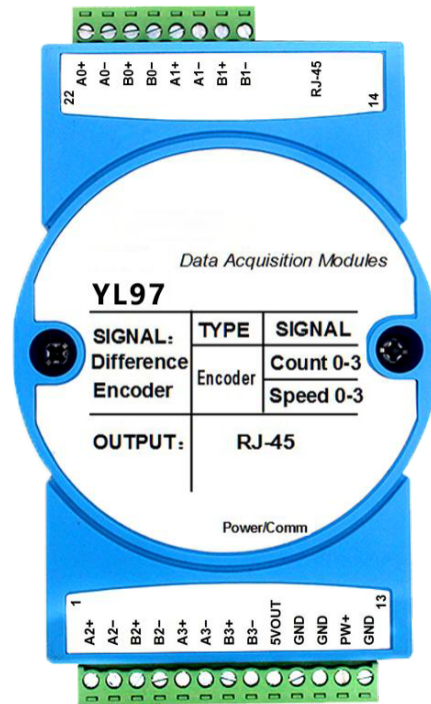 A0+ A0− B0+ B0− A1+ A1− B1+ B1− RJ-45
22 14
Data Acquisition Modules
YL97
SIGNAL: TYPE SIGNAL
Difference Encoder Count 0-3
Encoder Speed 0-3
OUTPUT: RJ-45
Power/Comm
1 13
A2+ A2− B2+ B2− A3+ A3− B3+ B3− 5VOUT GND GND PW+ GND